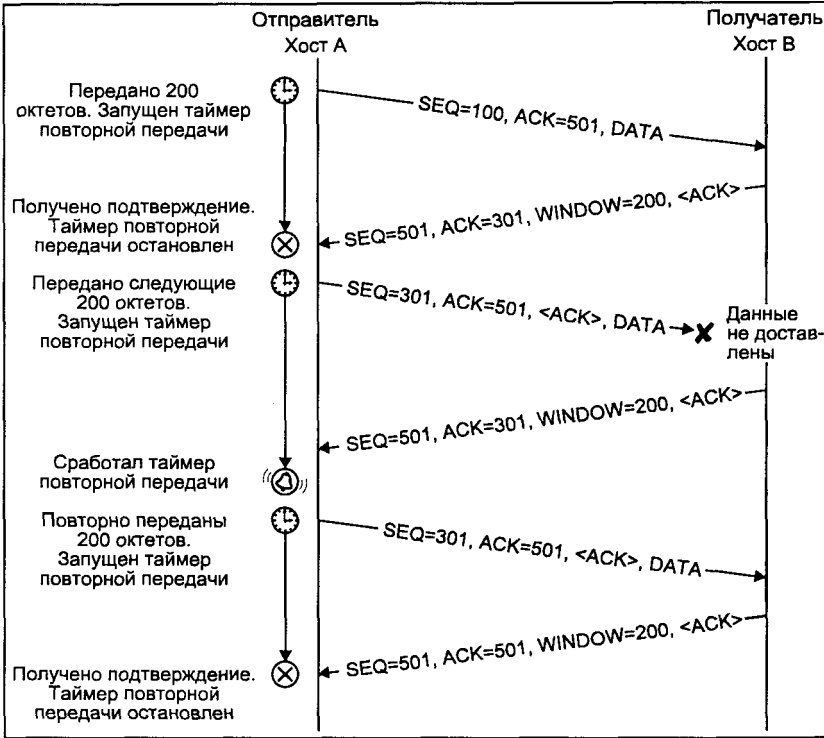 Отправитель
Хост А
Получатель
Хост В
Передано 200
октетов. Запущен таймер
повторной передачи
SEQ=100, ACK=501, DATA
Получено подтверждение.
Таймер повторной
передачи остановлен
SEQ=501, ACK=301, WINDOW=200, <ACK>
Передано следующие
200 октетов.
Запущен таймер
повторной передачи
SEQ=301, ACK=501, <ACK>, DATA
Данные
не достав-
лены
SEQ=501, ACK=301, WINDOW=200, <ACK>
Сработал таймер
повторной передачи
Повторно переданы
200 октетов.
Запущен таймер
повторной передачи
SEQ=301, ACK=501, <ACK>, DATA
SEQ=501, ACK=501, WINDOW=200, <ACK>
Получено подтверждение.
Таймер повторной
передачи остановлен